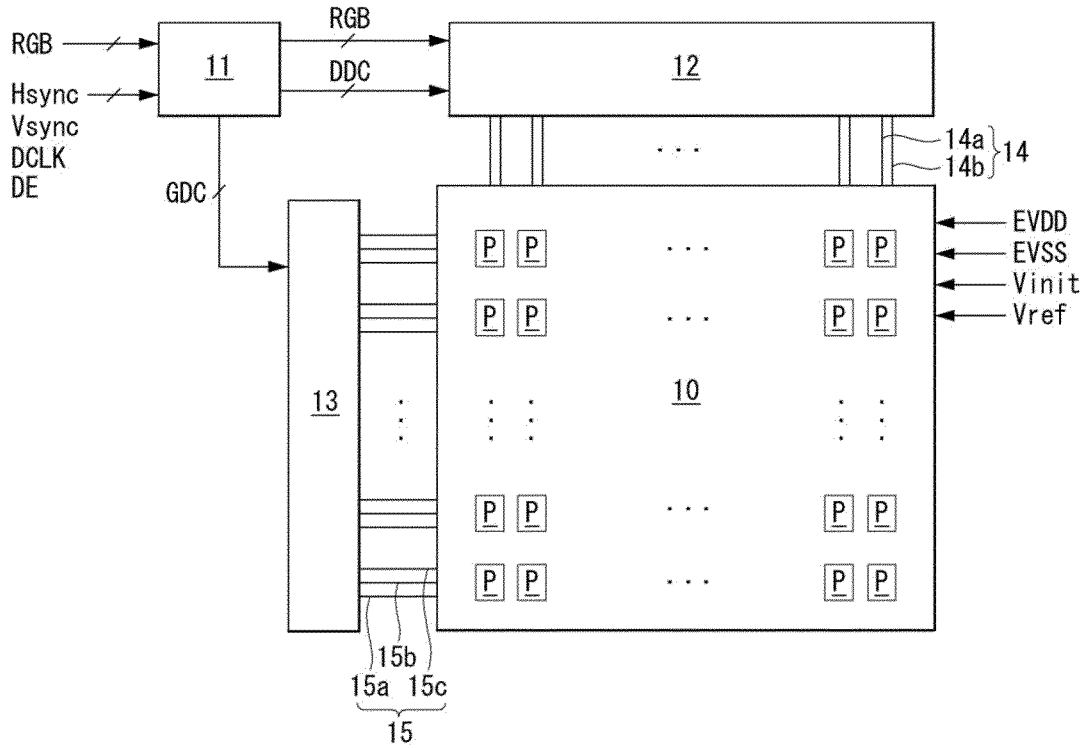 RGB
RGB
11
12
Hsync
DDC
Vsync
DCLK
DE
14a
14b
14
GDC
EVDD
P P P P
EVSS
Vinit
P P P P
Vref
13
10
P P P P
P P P P
15b
15a 15c
15